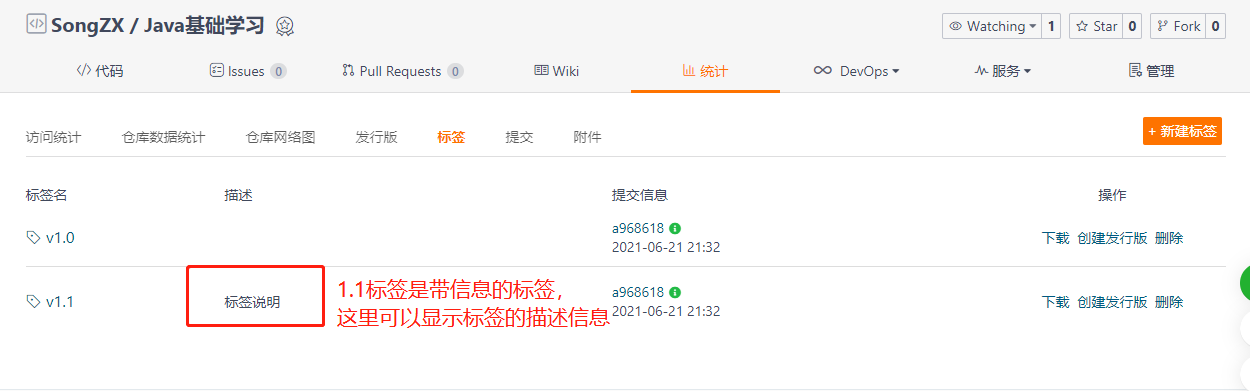 SongZX / Java基础学习
Watching 1 Star 0 Fork 0
代码 Issues 0 Pull Requests 0 Wiki 统计 DevOps 服务 管理
访问统计 仓库数据统计 仓库网络图 发行版 标签 提交 附件 + 新建标签
标签名 描述 提交信息 操作
v1.0 a968618 下载 创建发行版 删除
2021-06-21 21:32
v1.1 标签说明 1.1标签是带信息的标签， a968618 下载 创建发行版 删除
这里可以显示标签的描述信息 2021-06-21 21:32